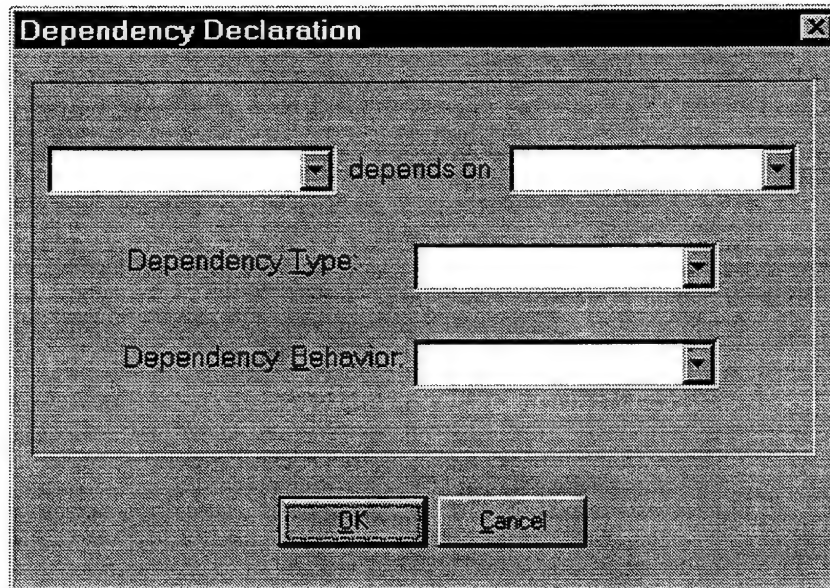 Dependency Declaration
depends on
Dependency Type:
Dependency Behavior:
OK Cancel